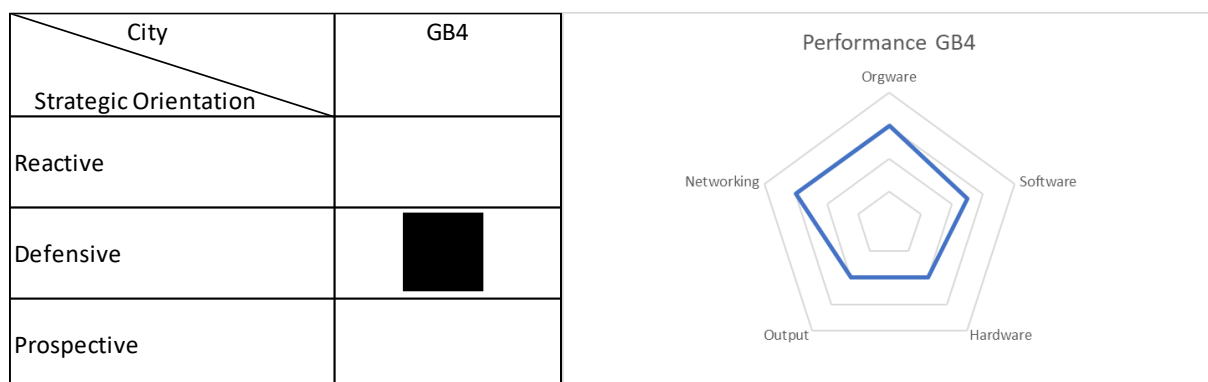 City
GB4
Strategic Orientation
Reactive
Defensive
Prospective
Performance GB4
Orgware
Networking
Software
Output
Hardware